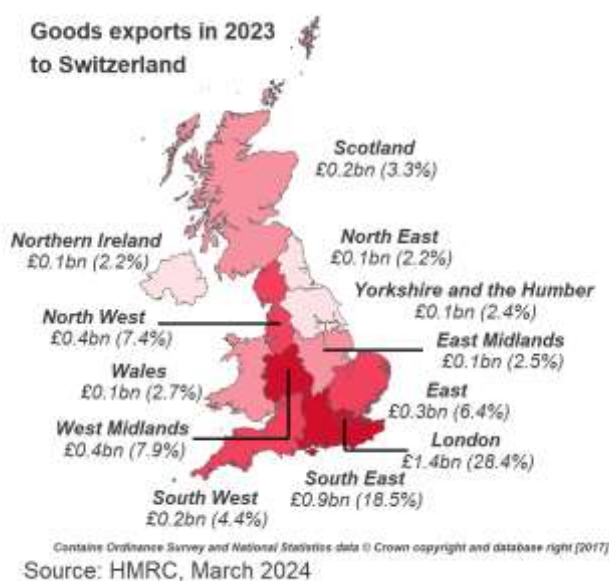 Goods exports in 2023
to Switzerland
Scotland
£0.2bn (3.3%)
Northern Ireland
£0.1bn (2.2%)
North East
£0.1bn (2.2%)
Yorkshire and the Humber
£0.1bn (2.4%)
North West
£0.4bn (7.4%)
East Midlands
£0.1bn (2.5%)
Wales
£0.1bn (2.7%)
East
£0.3bn (6.4%)
West Midlands
£0.4bn (7.9%)
London
£1.4bn (28.4%)
South East
£0.9bn (18.5%)
South West
£0.2bn (4.4%)
Contains Ordinance Survey and National Statistics data © Crown copyright and database right [2017]
Source: HMRC, March 2024